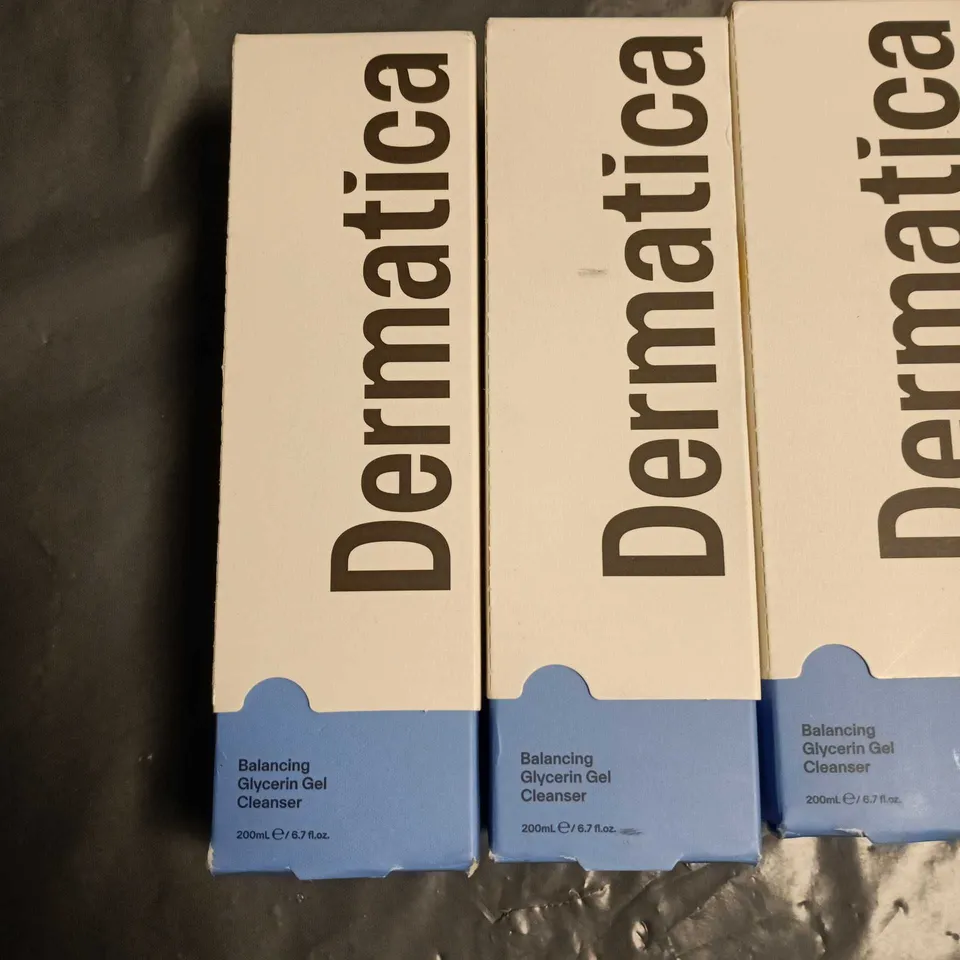 Dermatica
Balancing
Glycerin Gel
Cleanser
200mL ℮/ 6.7 fl.oz.
Dermatica
Balancing
Glycerin Gel
Cleanser
200mL ℮/ 6.7 fl.oz.
Dermatica
Balancing
Glycerin Gel
Cleanser
200mL ℮/ 6.7 fl.oz.